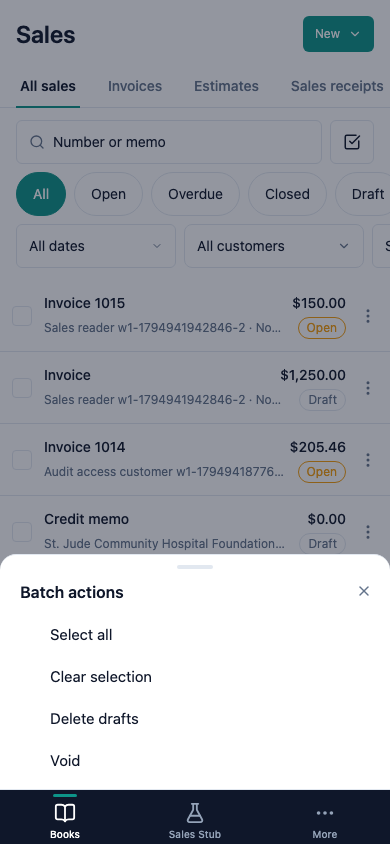 Sales
New
All sales Invoices Estimates Sales receipts
Number or memo
All Open Overdue Closed Draft
All dates All customers S
Invoice 1015 $150.00
Sales reader w1-1794941942846-2 · No... Open
Invoice $1,250.00
Sales reader w1-1794941942846-2 · No... Draft
Invoice 1014 $205.46
Audit access customer w1-17949418776... Open
Credit memo $0.00
St. Jude Community Hospital Foundation... Draft
Batch actions
Select all
Clear selection
Delete drafts
Void
Books Sales Stub More